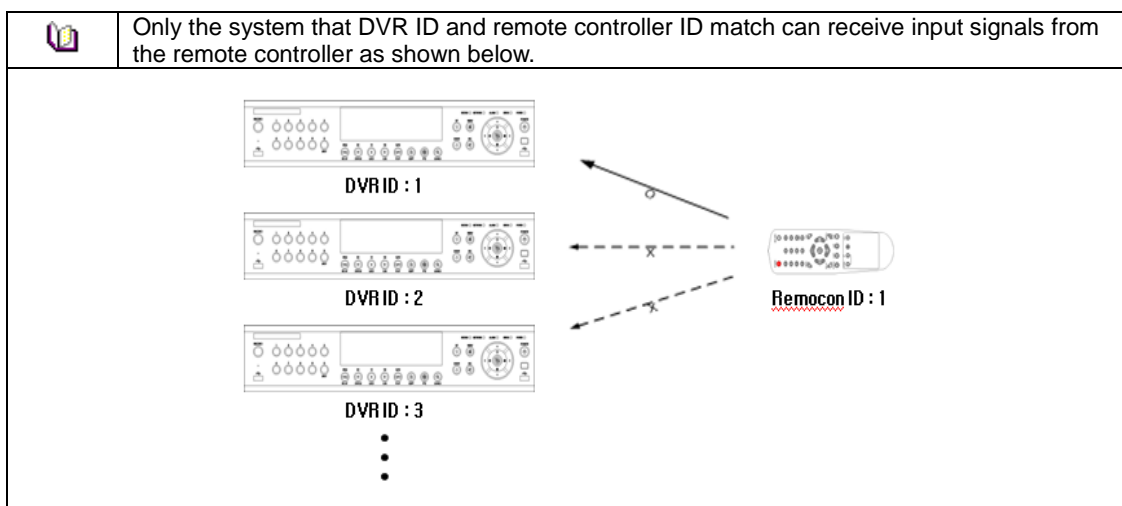 Only the system that DVR ID and remote controller ID match can receive input signals from
the remote controller as shown below.
DVR ID : 1
O
X
DVR ID : 2
Remocon ID : 1
X
DVR ID : 3